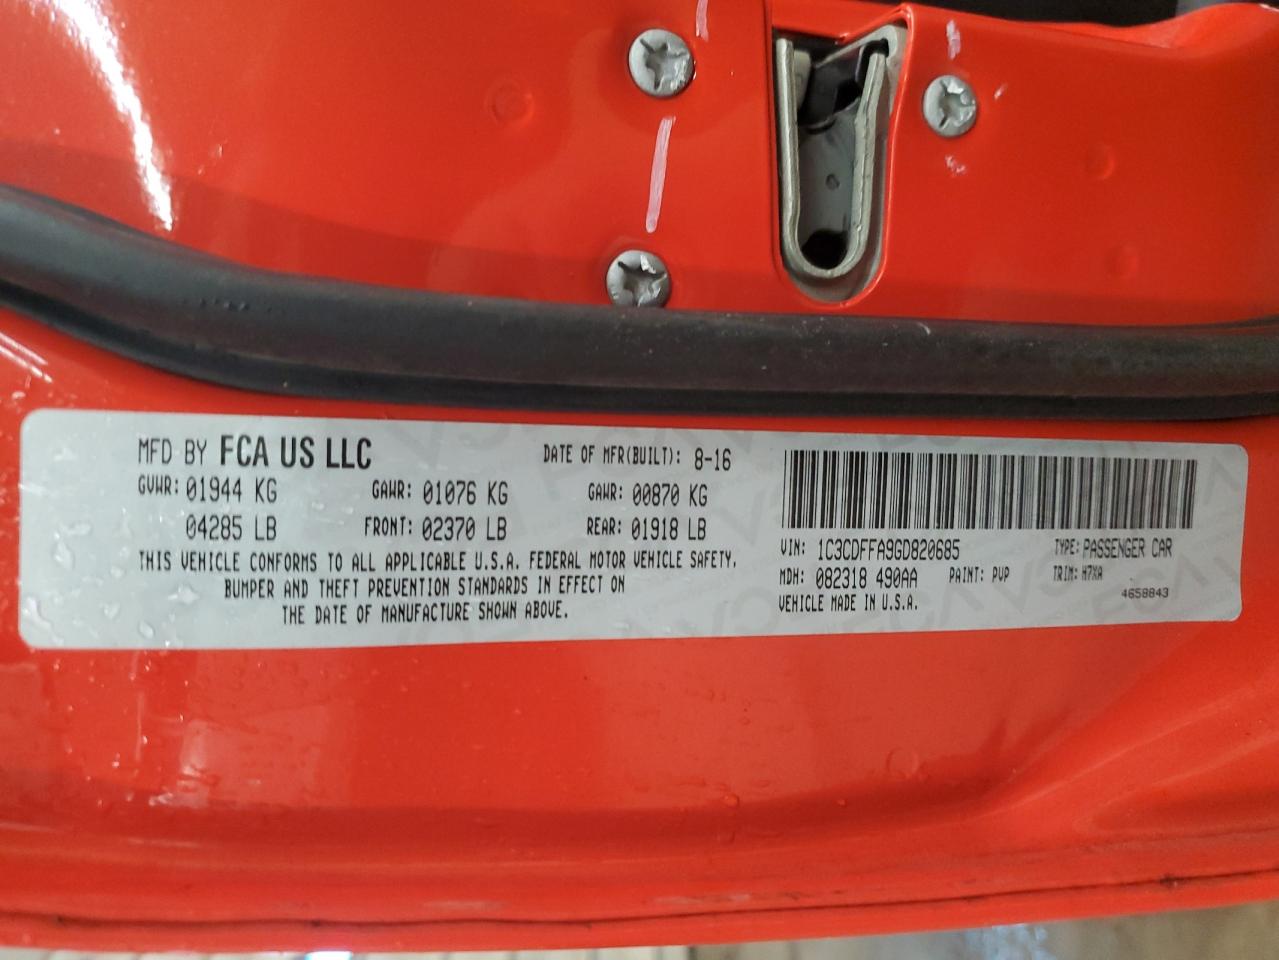 MFD BY FCA US LLC DATE OF MFR(BUILT): 8-16
GVWR: 01944 KG GAWR: 01076 KG GAWR: 00870 KG
04285 LB FRONT: 02370 LB REAR: 01918 LB
THIS VEHICLE CONFORMS TO ALL APPLICABLE U.S.A. FEDERAL MOTOR VEHICLE SAFETY,
BUMPER AND THEFT PREVENTION STANDARDS IN EFFECT ON
THE DATE OF MANUFACTURE SHOWN ABOVE.
VIN: 1C3CDFFA9GD820685 TYPE: PASSENGER CAR
MDH: 082318 490AA PAINT: PVP TRIM: H7XA
VEHICLE MADE IN U.S.A. 4658843